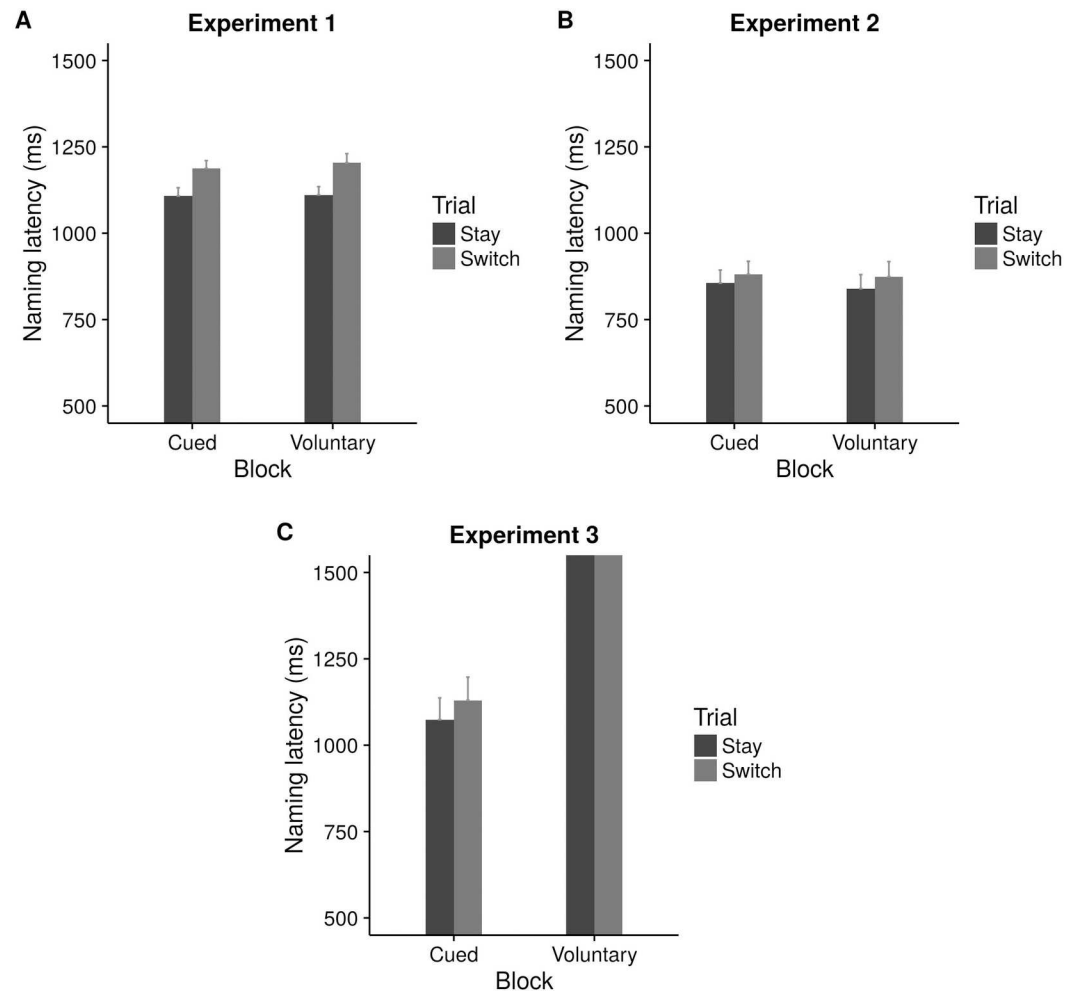 A
Experiment 1
Naming latency (ms)
1500
1250
1000
750
500
Cued
Voluntary
Block
Trial
Stay
Switch
B
Experiment 2
Naming latency (ms)
1500
1250
1000
750
500
Cued
Voluntary
Block
Trial
Stay
Switch
C
Experiment 3
Naming latency (ms)
1500
1250
1000
750
500
Cued
Voluntary
Block
Trial
Stay
Switch